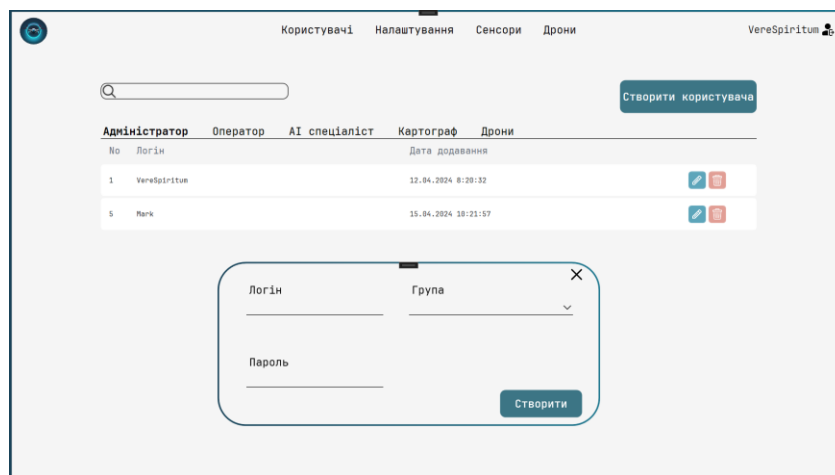 Користувачі Налаштування Сенсори Дрони VereSpiritum
Створити користувача
Адміністратор Оператор AI спеціаліст Картограф Дрони
No Логін Дата додавання
1 VereSpiritum 12.04.2024 8:20:32
5 Mark 15.04.2024 10:21:57
Логін Група
Пароль
Створити